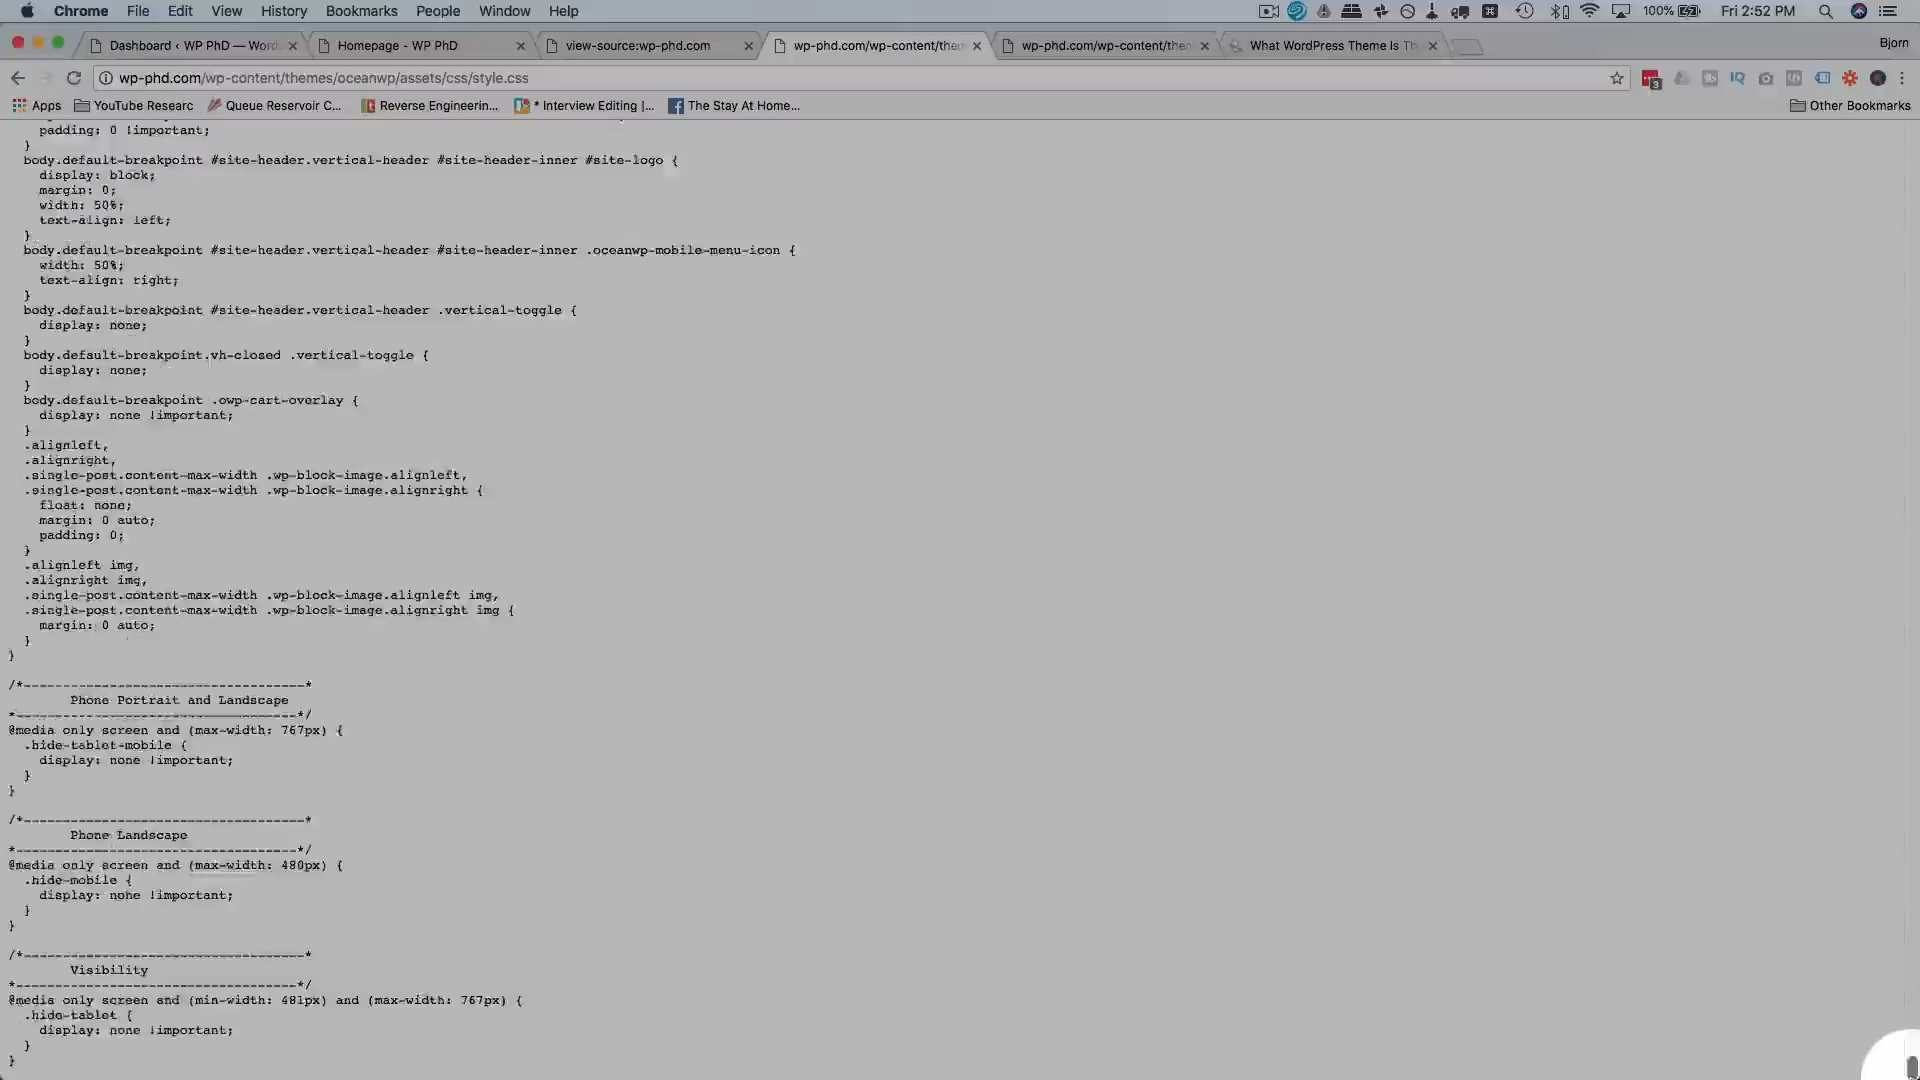 Chrome File Edit View History Bookmarks People Window Help 100% Fri 2:52 PM
Dashboard ‹ WP PhD — Word
Homepage - WP PhD
view-source:wp-phd.com
wp-phd.com/wp-content/them
wp-phd.com/wp-content/the
What WordPress Theme Is Th
Bjorn
wp-phd.com/wp-content/themes/oceanwp/assets/css/style.css
3
Apps YouTube Researc Queue Reservoir C... Reverse Engineerin... * Interview Editing |... The Stay At Home... Other Bookmarks
padding: 0 !important;
}
body.default-breakpoint #site-header.vertical-header #site-header-inner #site-logo {
display: block;
margin: 0;
width: 50%;
text-align: left;
}
body.default-breakpoint #site-header.vertical-header #site-header-inner .oceanwp-mobile-menu-icon {
width: 50%;
text-align: right;
}
body.default-breakpoint #site-header.vertical-header .vertical-toggle {
display: none;
}
body.default-breakpoint.vh-closed .vertical-toggle {
display: none;
}
body.default-breakpoint .owp-cart-overlay {
display: none !important;
}
.alignleft,
.alignright,
.single-post.content-max-width .wp-block-image.alignleft,
.single-post.content-max-width .wp-block-image.alignright {
float: none;
margin: 0 auto;
padding: 0;
}
.alignleft img,
.alignright img,
.single-post.content-max-width .wp-block-image.alignleft img,
.single-post.content-max-width .wp-block-image.alignright img {
margin: 0 auto;
}
}
/*------------------------------------*
Phone Portrait and Landscape
*------------------------------------*/
@media only screen and (max-width: 767px) {
.hide-tablet-mobile {
display: none !important;
}
}
/*------------------------------------*
Phone Landscape
*------------------------------------*/
@media only screen and (max-width: 480px) {
.hide-mobile {
display: none !important;
}
}
/*------------------------------------*
Visibility
*------------------------------------*/
@media only screen and (min-width: 481px) and (max-width: 767px) {
.hide-tablet {
display: none !important;
}
}